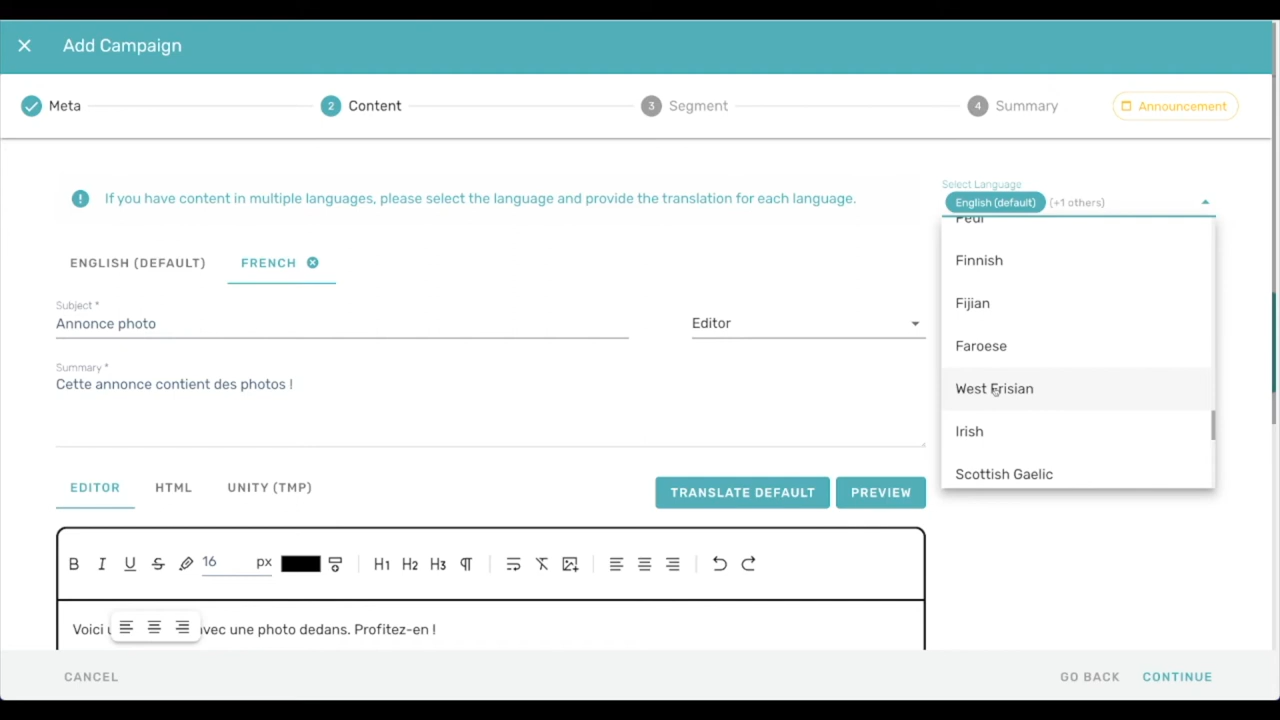 Add Campaign
Meta
2 Content
3 Segment
4 Summary
Announcement
! If you have content in multiple languages, please select the language and provide the translation for each language.
Select Language
English (default) (+1 others)
Peul
Finnish
Fijian
Faroese
West Frisian
Irish
Scottish Gaelic
ENGLISH (DEFAULT) FRENCH
Subject *
Annonce photo
Editor
Summary *
Cette annonce contient des photos !
EDITOR HTML UNITY (TMP)
TRANSLATE DEFAULT PREVIEW
B I U S 16 px H1 H2 H3
Voici avec une photo dedans. Profitez-en !
CANCEL GO BACK CONTINUE